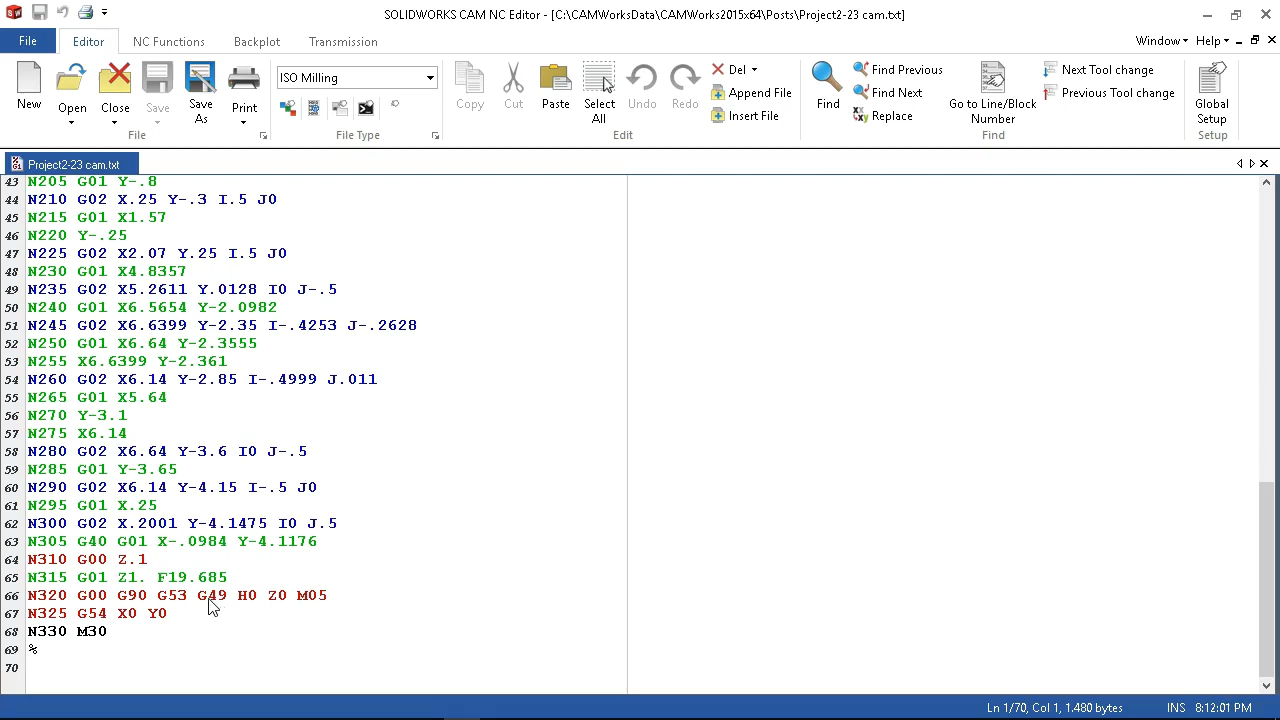 SOLIDWORKS CAM NC Editor - [C:\CAMWorksData\CAMWorks2015x64\Posts\Project2-23 cam.txt]
File Editor NC Functions Backplot Transmission Window Help
New Open Close Save Save As Print
File
ISO Milling
File Type
Copy Cut Paste Select All Undo Redo
Del
Append File
Insert File
Edit
Find
Find Previous
Find Next
Replace
Go to Line/Block Number
Next Tool change
Previous Tool change
Find
Global Setup
Setup
Project2-23 cam.txt
43 N205 G01 Y-.8
44 N210 G02 X.25 Y-.3 I.5 J0
45 N215 G01 X1.57
46 N220 Y-.25
47 N225 G02 X2.07 Y.25 I.5 J0
48 N230 G01 X4.8357
49 N235 G02 X5.2611 Y.0128 I0 J-.5
50 N240 G01 X6.5654 Y-2.0982
51 N245 G02 X6.6399 Y-2.35 I-.4253 J-.2628
52 N250 G01 X6.64 Y-2.3555
53 N255 X6.6399 Y-2.361
54 N260 G02 X6.14 Y-2.85 I-.4999 J.011
55 N265 G01 X5.64
56 N270 Y-3.1
57 N275 X6.14
58 N280 G02 X6.64 Y-3.6 I0 J-.5
59 N285 G01 Y-3.65
60 N290 G02 X6.14 Y-4.15 I-.5 J0
61 N295 G01 X.25
62 N300 G02 X.2001 Y-4.1475 I0 J.5
63 N305 G40 G01 X-.0984 Y-4.1176
64 N310 G00 Z.1
65 N315 G01 Z1. F19.685
66 N320 G00 G90 G53 G49 H0 Z0 M05
67 N325 G54 X0 Y0
68 N330 M30
69 %
70
Ln 1/70, Col 1, 1.480 bytes INS 8:12:01 PM